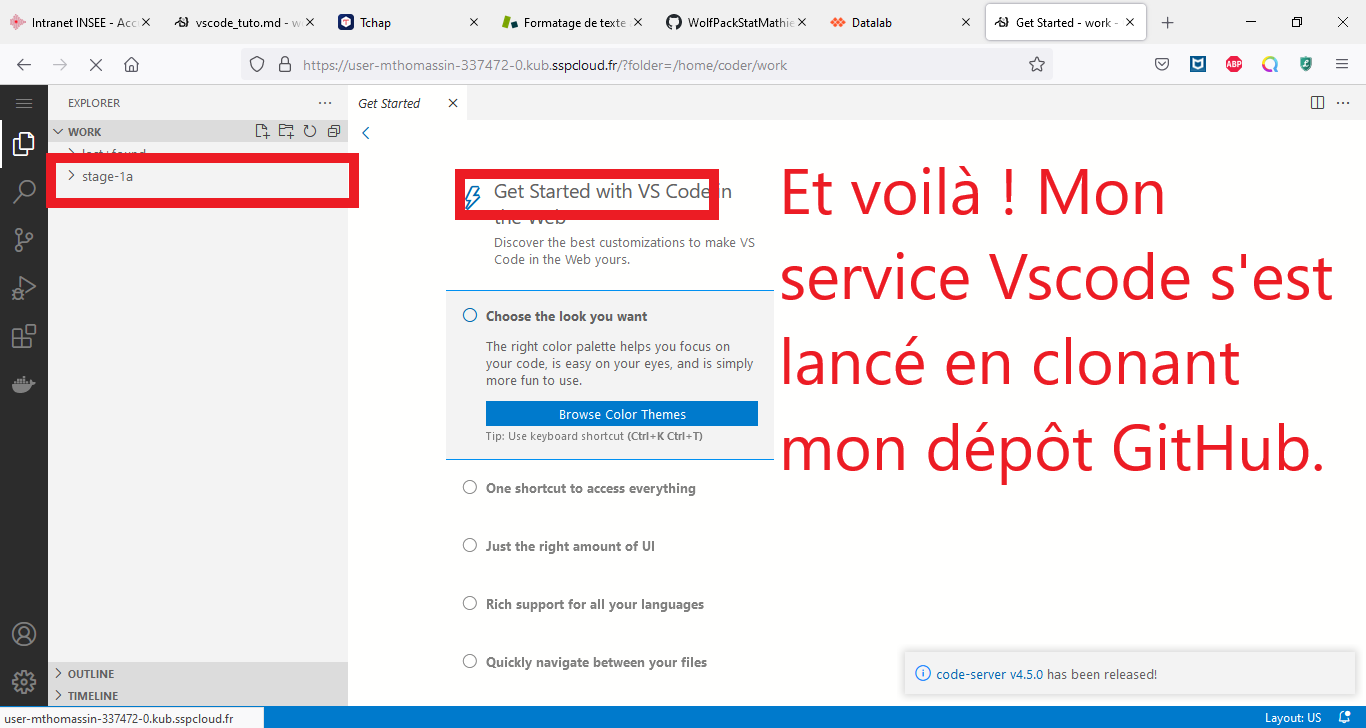 Intranet INSEE - Acc
vscode_tuto.md - w
Tchap
Formatage de texte
WolfPackStatMathie
Datalab
Get Started - work -
https://user-mthomassin-337472-0.kub.sspcloud.fr/?folder=/home/coder/work
ABP
EXPLORER
Get Started
WORK
lost+found
stage-1a
Get Started with VS Code in
the Web
Discover the best customizations to make VS
Code in the Web yours.
Choose the look you want
The right color palette helps you focus on
your code, is easy on your eyes, and is simply
more fun to use.
Browse Color Themes
Tip: Use keyboard shortcut (Ctrl+K Ctrl+T)
One shortcut to access everything
Just the right amount of UI
Rich support for all your languages
Quickly navigate between your files
Et voilà ! Mon
service Vscode s'est
lancé en clonant
mon dépôt GitHub.
code-server v4.5.0 has been released!
OUTLINE
TIMELINE
user-mthomassin-337472-0.kub.sspcloud.fr
Layout: US